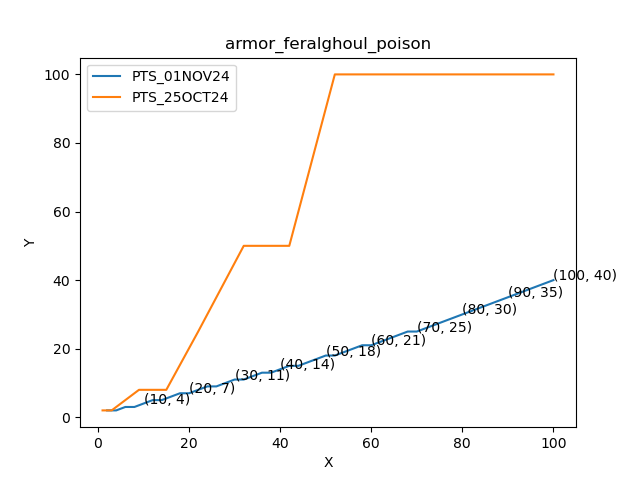 armor_feralghoul_poison
PTS_01NOV24
PTS_25OCT24
Y
100
80
60
40
20
0
(10, 4)
(20, 7)
(30, 11)
(40, 14)
(50, 18)
(60, 21)
(70, 25)
(80, 30)
(90, 35)
(100, 40)
0 20 40 60 80 100
X